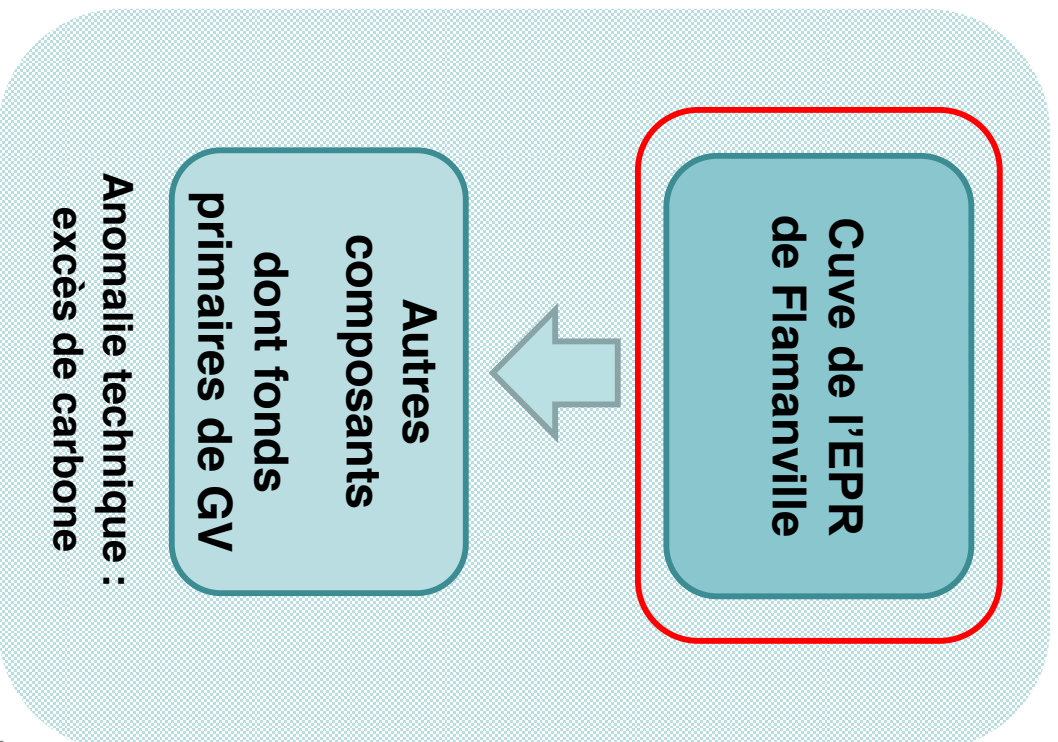 Cuve de l’EPR
de Flamanville
Autres
composants
dont fonds
primaires de GV
Anomalie technique :
excès de carbone